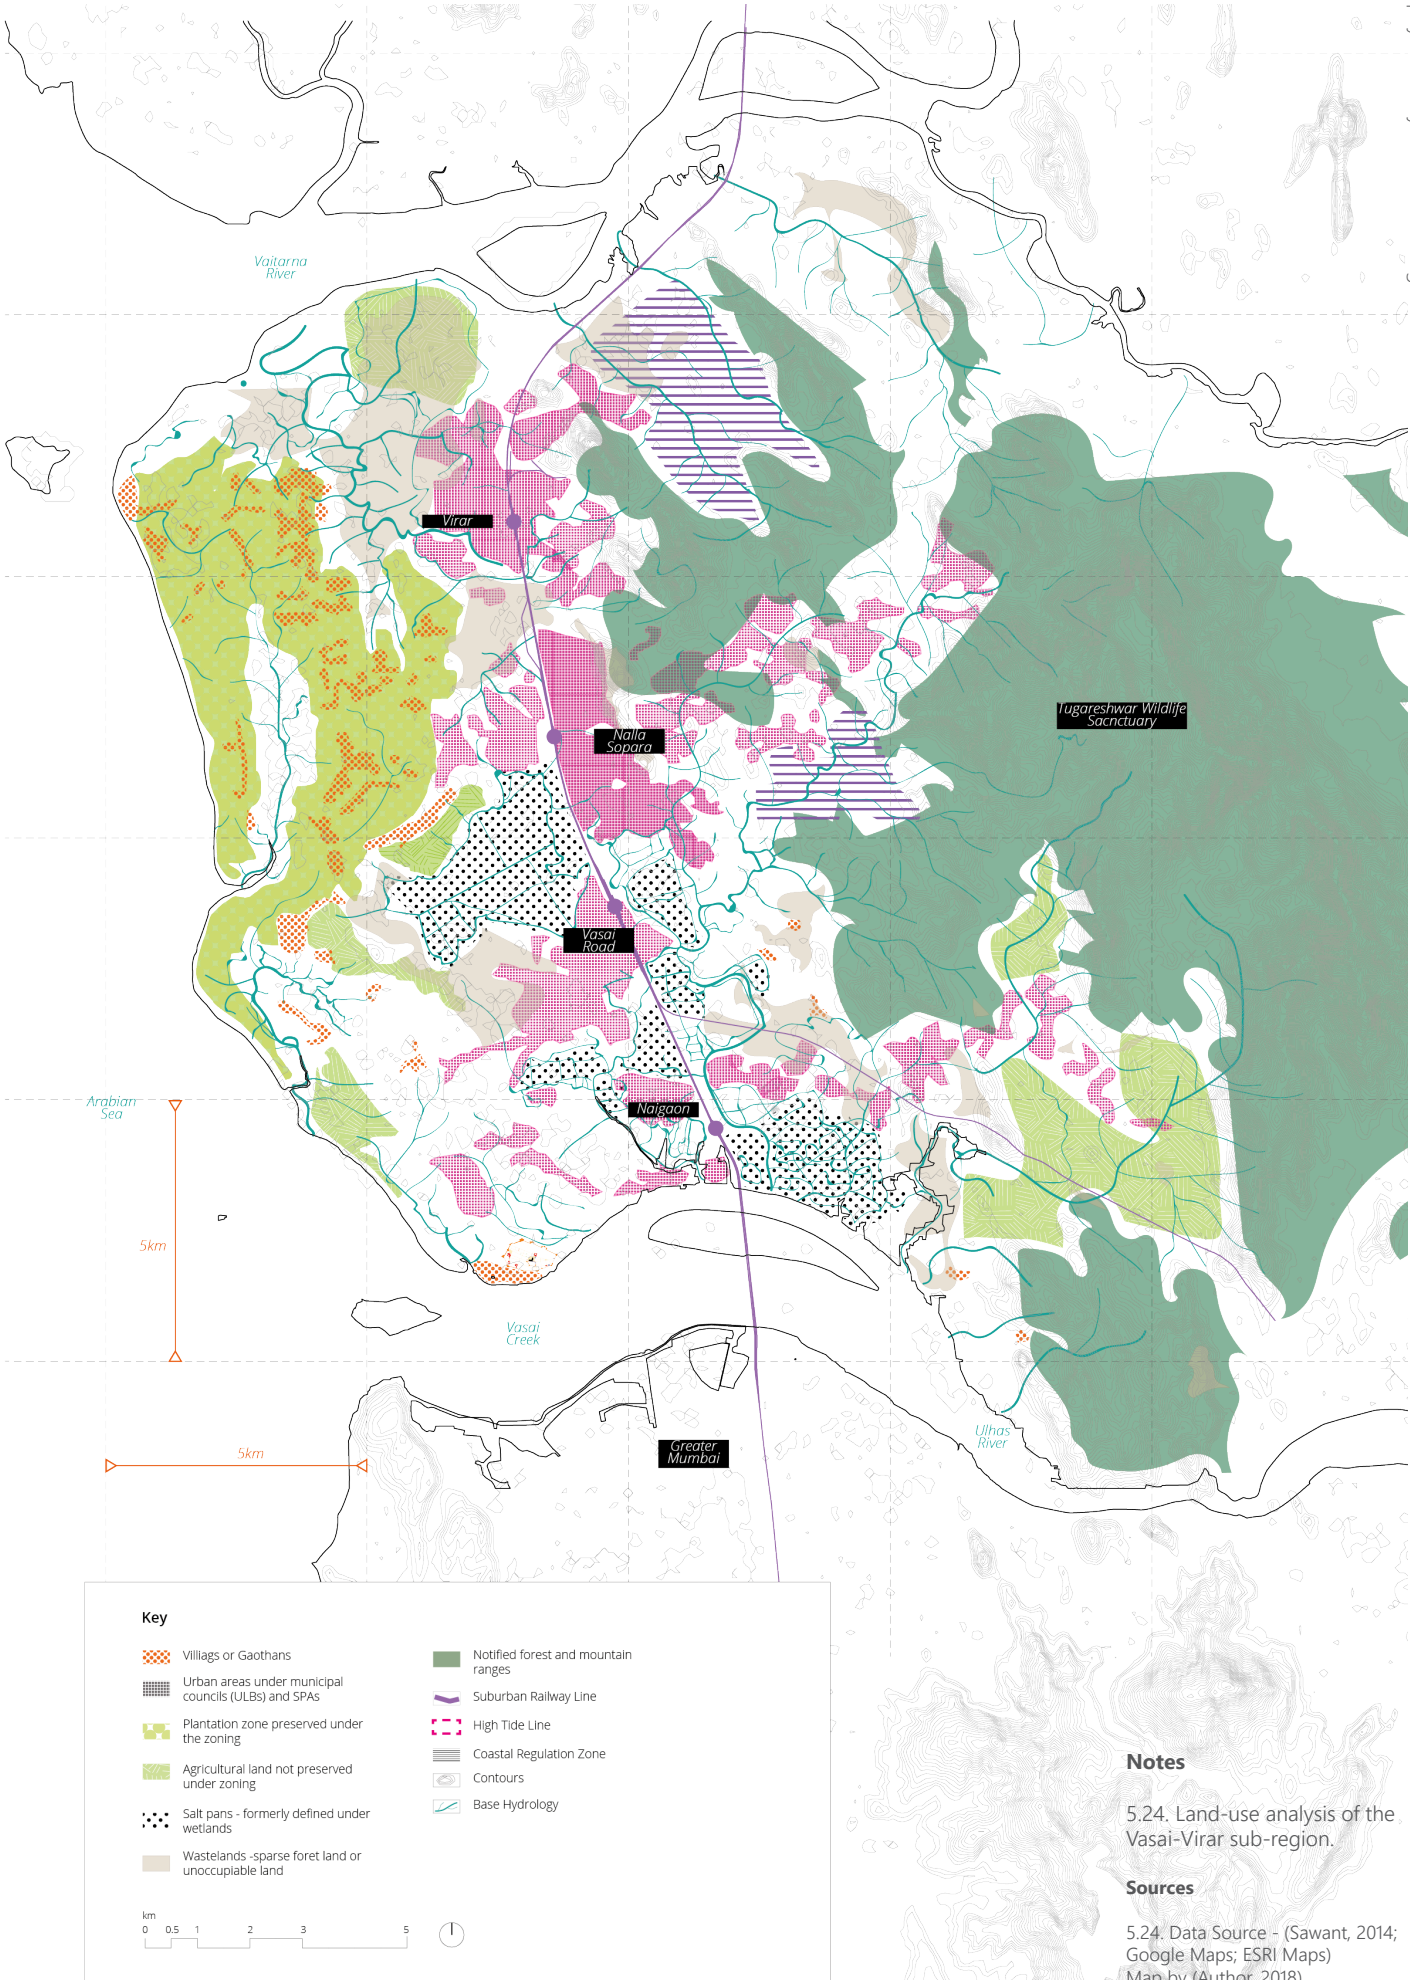 Vaitarna
River
Virar
Tugareshwar Wildlife
Sacnctuary
Nalla
Sopara
Vasai
Road
Arabian
Sea
Naigaon
5km
Vasai
Creek
Ulhas
River
5km
Greater
Mumbai
Key
Villiags or Gaothans
Urban areas under municipal
councils (ULBs) and SPAs
Plantation zone preserved under
the zoning
Agricultural land not preserved
under zoning
Salt pans - formerly defined under
wetlands
Wastelands -sparse foret land or
unoccupiable land
Notified forest and mountain
ranges
Suburban Railway Line
High Tide Line
Coastal Regulation Zone
Contours
Base Hydrology
km
0 0.5 1 2 3 5
Notes
5.24. Land-use analysis of the
Vasai-Virar sub-region.
Sources
5.24. Data Source - (Sawant, 2014;
Google Maps; ESRI Maps)
Map by (Author, 2018)